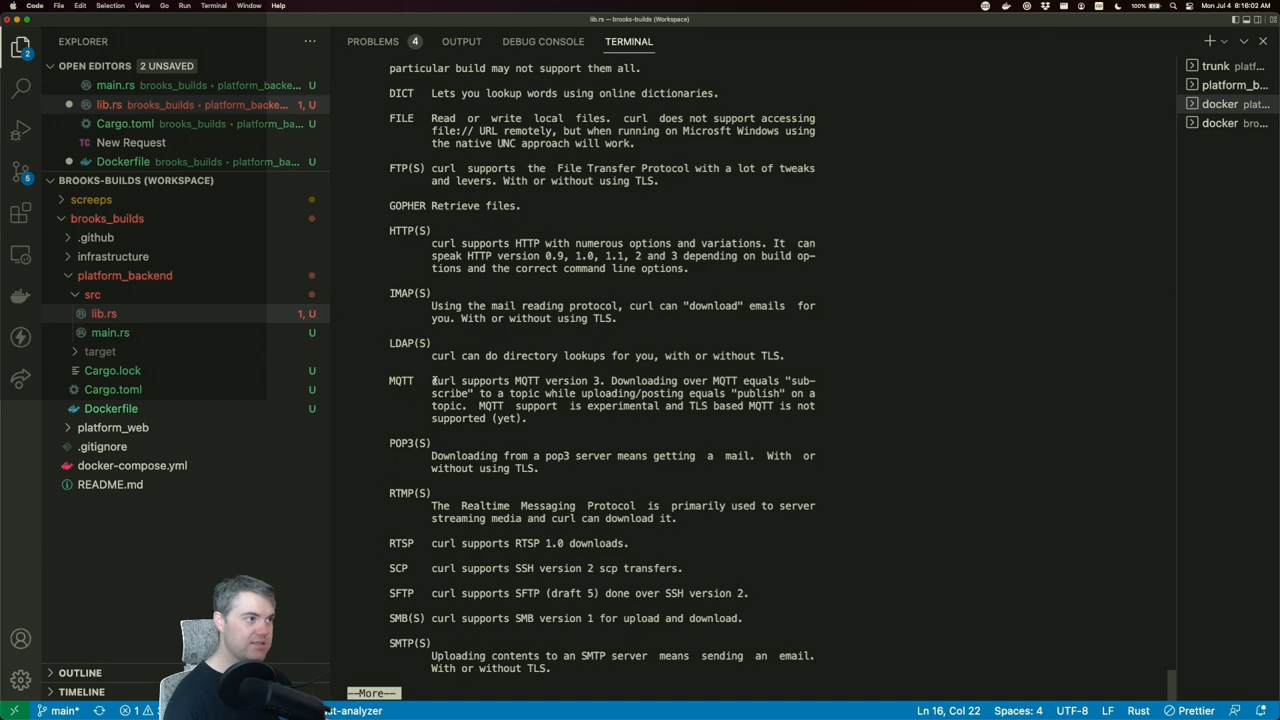 Code File Edit Selection View Go Run Terminal Window Help
100% Mon Jul 4 8:16:02 AM
lib.rs — brooks-builds (Workspace)
EXPLORER
PROBLEMS 4 OUTPUT DEBUG CONSOLE TERMINAL
OPEN EDITORS 2 UNSAVED
main.rs brooks_builds • platform_backe... U
lib.rs brooks_builds • platform_backe... 1, U
Cargo.toml brooks_builds • platform_ba... U
TC New Request
Dockerfile brooks_builds • platform_ba... U
BROOKS-BUILDS (WORKSPACE)
screeps
brooks_builds
.github
infrastructure
platform_backend
src
lib.rs 1, U
main.rs U
target
Cargo.lock U
Cargo.toml U
Dockerfile U
platform_web
.gitignore
docker-compose.yml
README.md
OUTLINE
TIMELINE
2
5
particular build may not support them all.
DICT Lets you lookup words using online dictionaries.
FILE Read or write local files. curl does not support accessing
file:// URL remotely, but when running on Microsft Windows using
the native UNC approach will work.
FTP(S) curl supports the File Transfer Protocol with a lot of tweaks
and levers. With or without using TLS.
GOPHER Retrieve files.
HTTP(S)
curl supports HTTP with numerous options and variations. It can
speak HTTP version 0.9, 1.0, 1.1, 2 and 3 depending on build op-
tions and the correct command line options.
IMAP(S)
Using the mail reading protocol, curl can "download" emails for
you. With or without using TLS.
LDAP(S)
curl can do directory lookups for you, with or without TLS.
MQTT curl supports MQTT version 3. Downloading over MQTT equals "sub-
scribe" to a topic while uploading/posting equals "publish" on a
topic. MQTT support is experimental and TLS based MQTT is not
supported (yet).
POP3(S)
Downloading from a pop3 server means getting a mail. With or
without using TLS.
RTMP(S)
The Realtime Messaging Protocol is primarily used to server
streaming media and curl can download it.
RTSP curl supports RTSP 1.0 downloads.
SCP curl supports SSH version 2 scp transfers.
SFTP curl supports SFTP (draft 5) done over SSH version 2.
SMB(S) curl supports SMB version 1 for upload and download.
SMTP(S)
Uploading contents to an SMTP server means sending an email.
With or without TLS.
--More--
trunk platf...
platform_b...
docker plat...
docker bro...
main* 1 st-analyzer Ln 16, Col 22 Spaces: 4 UTF-8 LF Rust Prettier